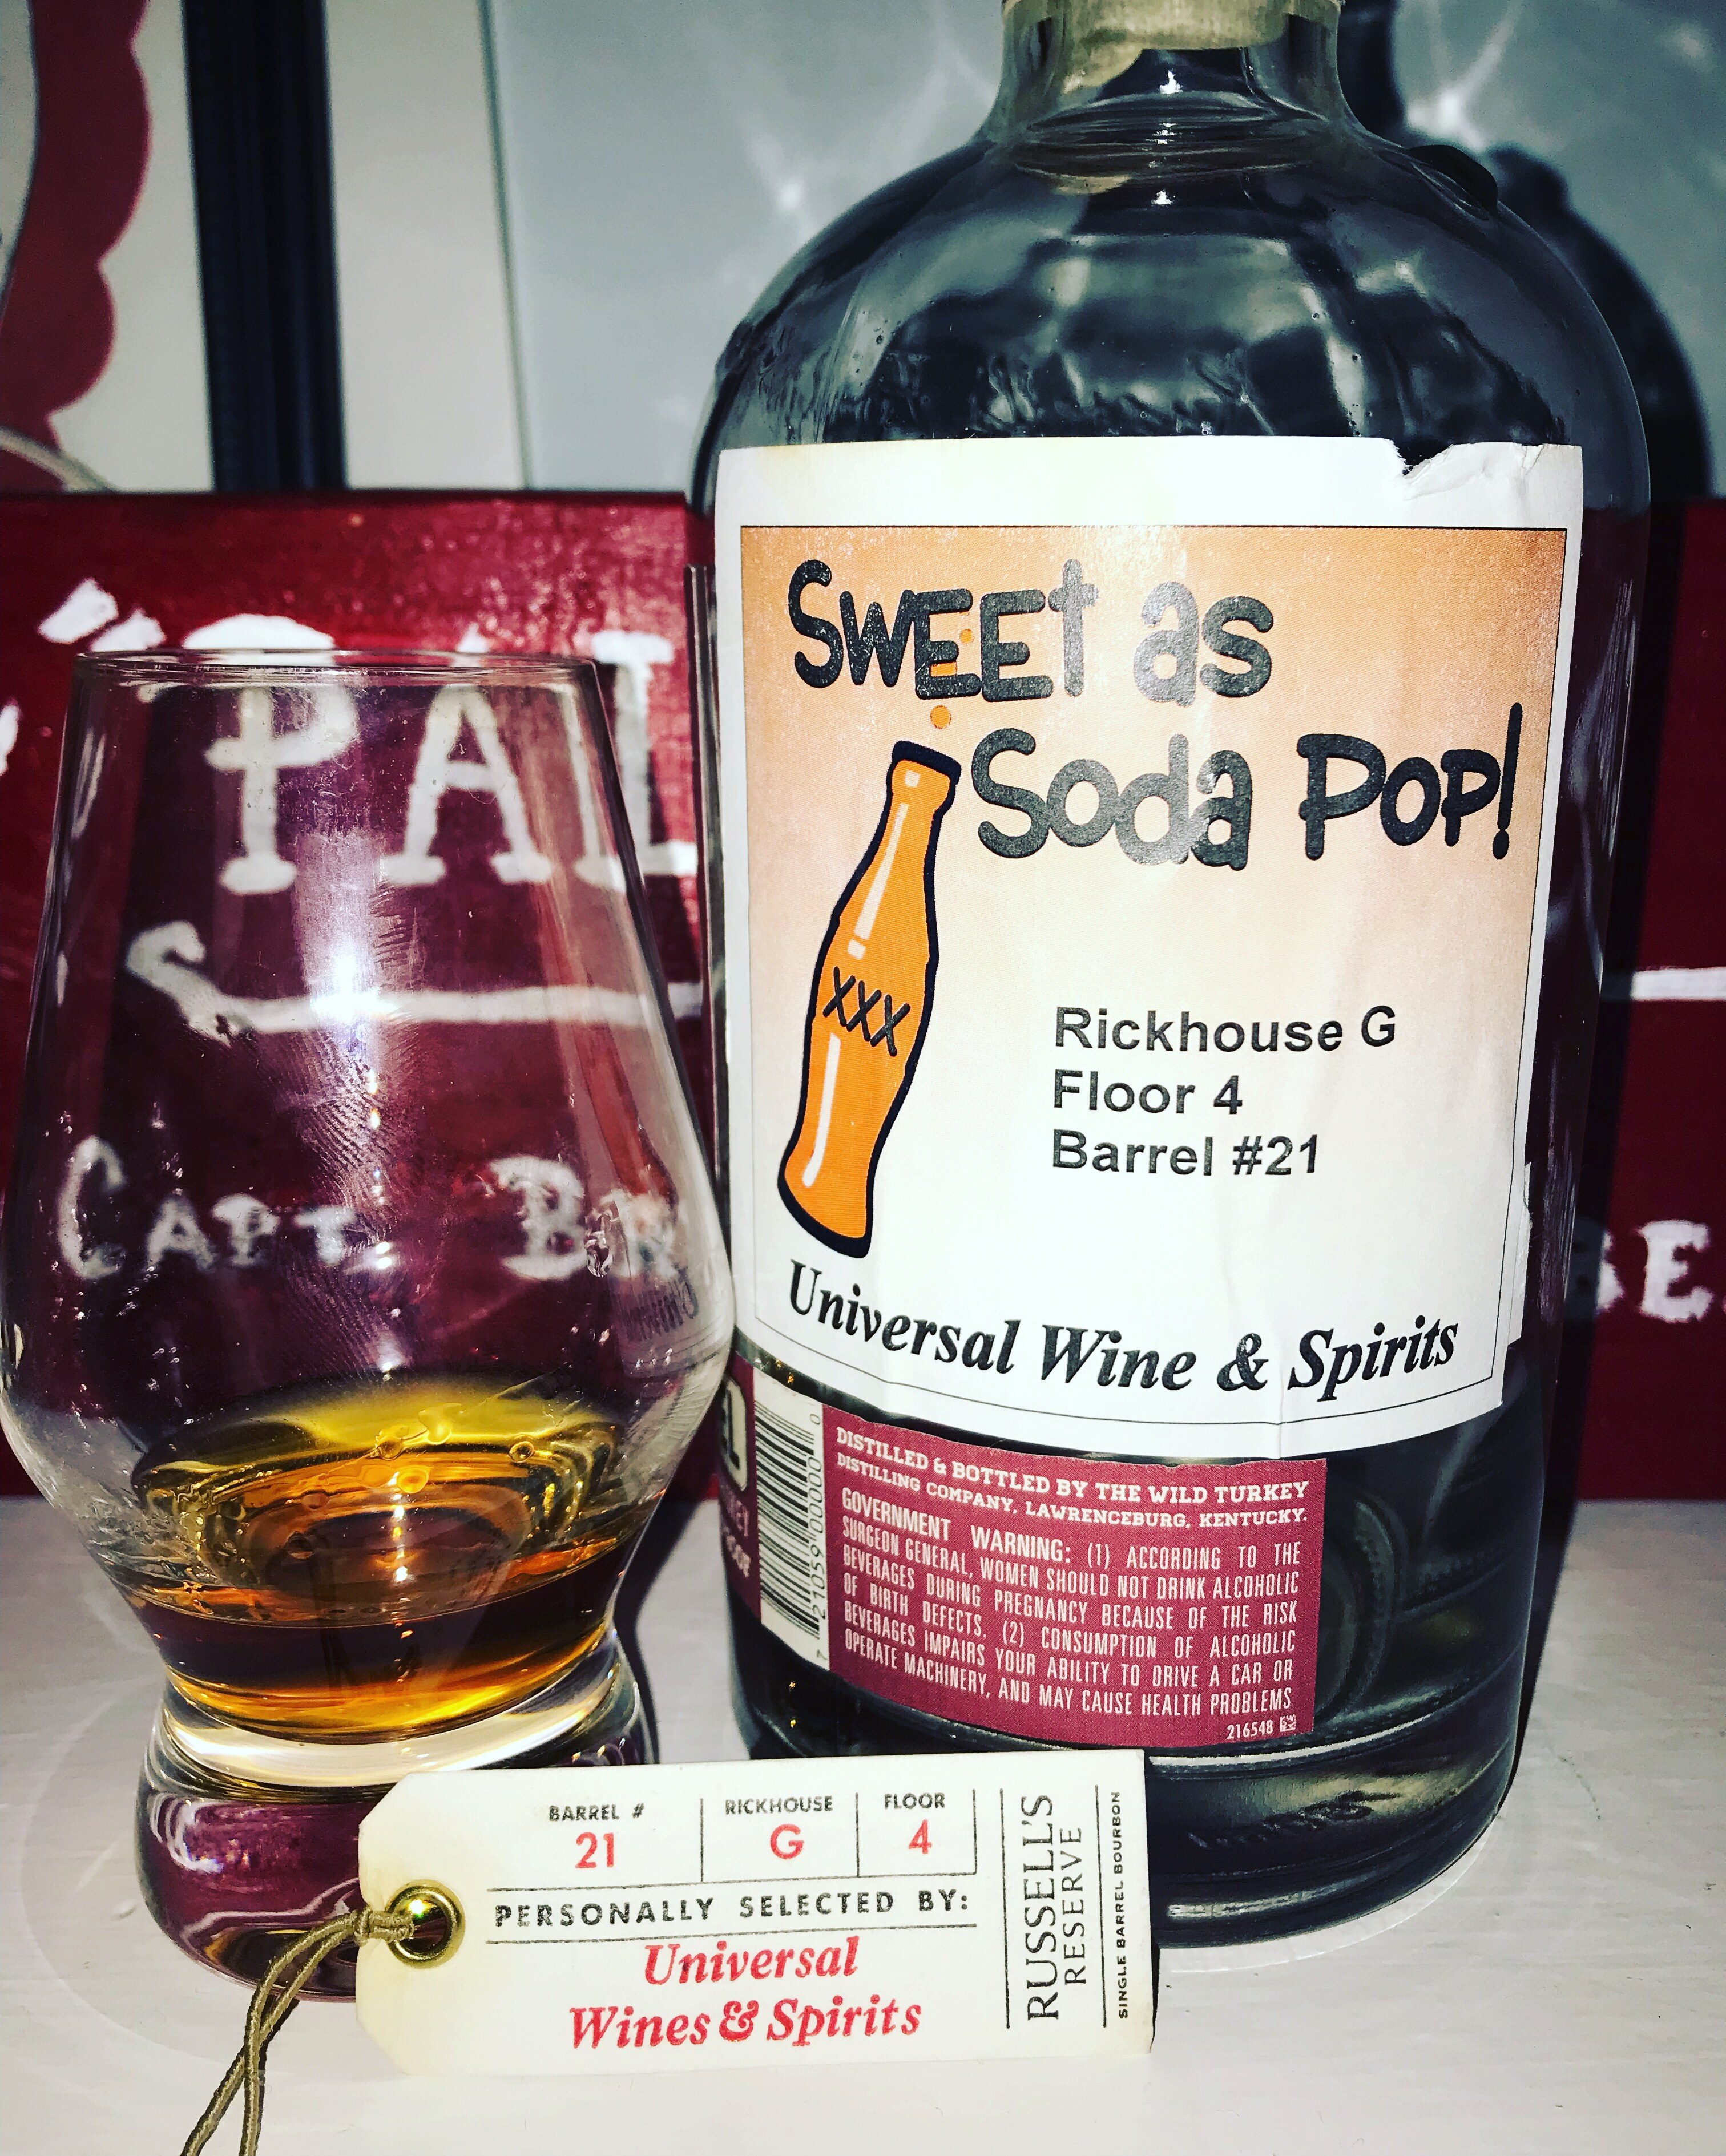 "PAL
CAPT.
SWEEt as
Soda POP!
XXX
Rickhouse G
Floor 4
Barrel #21
Universal Wine & Spirits
DISTILLED & BOTTLED BY THE WILD TURKEY
DISTILLING COMPANY, LAWRENCEBURG, KENTUCKY.
GOVERNMENT WARNING: (1) ACCORDING TO THE
SURGEON GENERAL, WOMEN SHOULD NOT DRINK ALCOHOLIC
BEVERAGES DURING PREGNANCY BECAUSE OF THE RISK
OF BIRTH DEFECTS. (2) CONSUMPTION OF ALCOHOLIC
BEVERAGES IMPAIRS YOUR ABILITY TO DRIVE A CAR OR
OPERATE MACHINERY, AND MAY CAUSE HEALTH PROBLEMS
216548
BARREL # RICKHOUSE FLOOR
21 G 4
PERSONALLY SELECTED BY:
Universal
Wines & Spirits
RUSSELL'S
RESERVE
SINGLE BARREL BOURBON